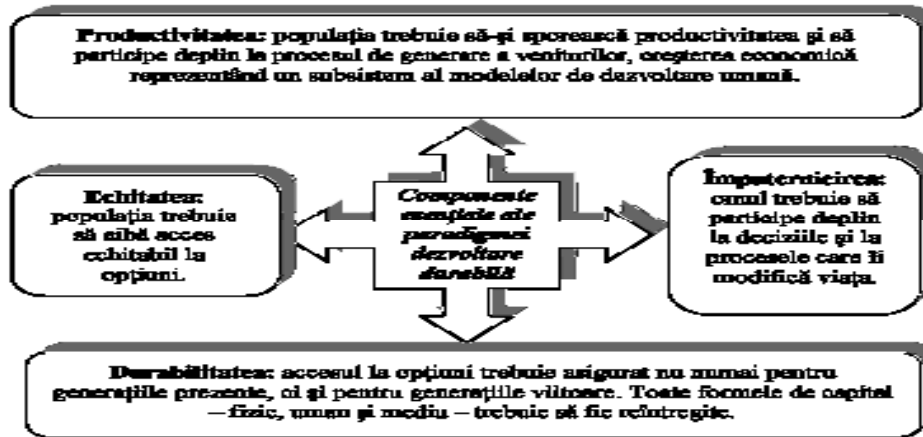 Productivitatea: populația trebuie să-și sporească productivitatea și să
participe deplin la procesul de generare a veniturilor, creșterea economică
reprezentând un subsistem al modelelor de dezvoltare umană.
Echitatea:
populația trebuie
să aibă acces
echitabil la
opțiuni.
Componente
esențiale ale
paradigmei
dezvoltare
durabilă
Împuternicirea:
omul trebuie să
participe deplin
la deciziile și la
procesele care îi
modifică viața.
Durabilitatea: accesul la opțiuni trebuie asigurat nu numai pentru
generațiile prezente, ci și pentru generațiile viitoare. Toate formele de capital
– fizic, uman și mediu – trebuie să fie reîntregite.